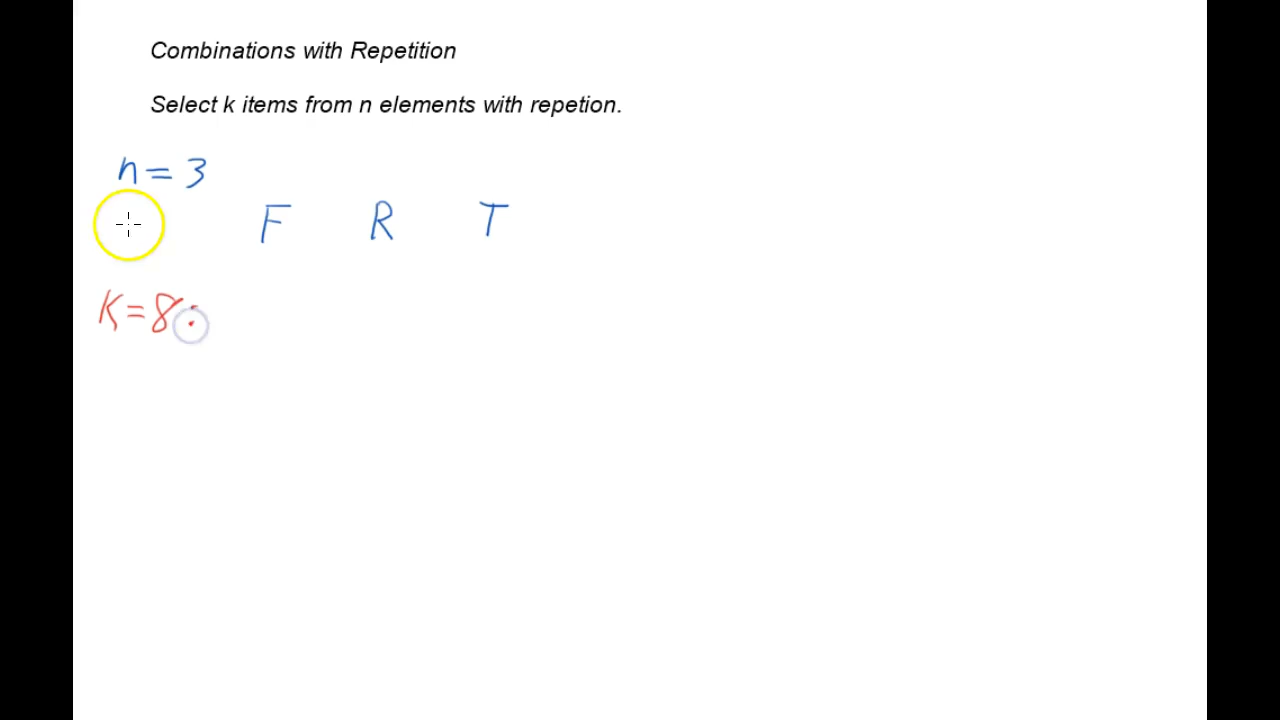 Combinations with Repetition
Select k items from n elements with repetion.
n = 3
F R T
K = 8